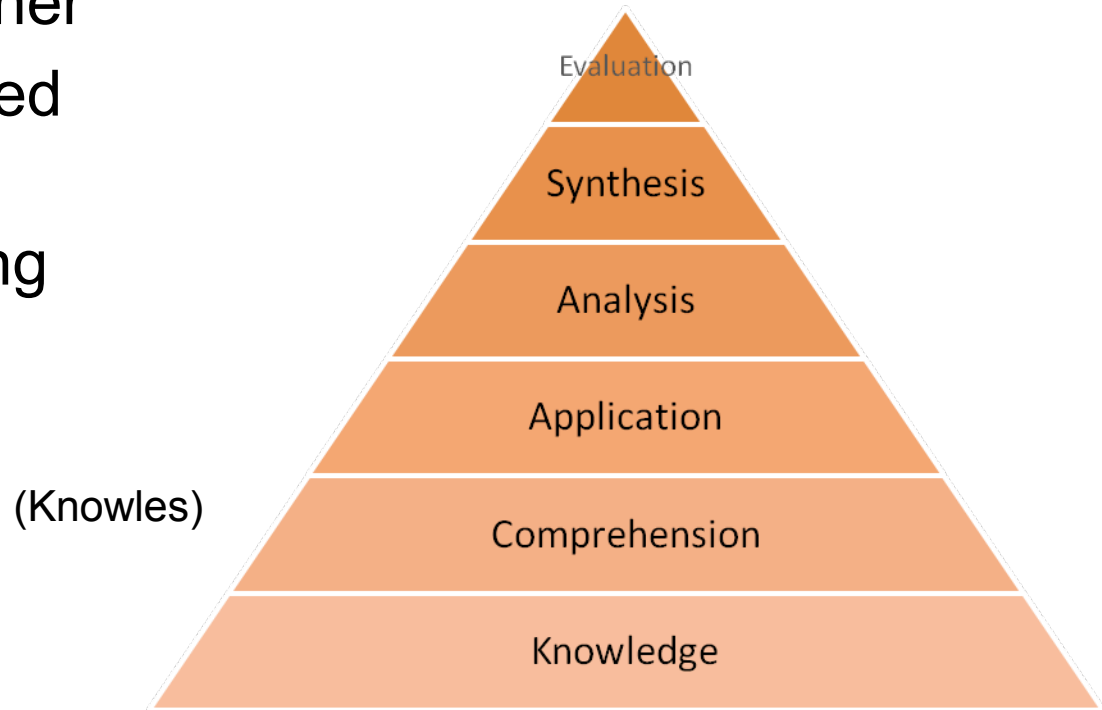 ner
ed
ng
(Knowles)
Evaluation
Synthesis
Analysis
Application
Comprehension
Knowledge